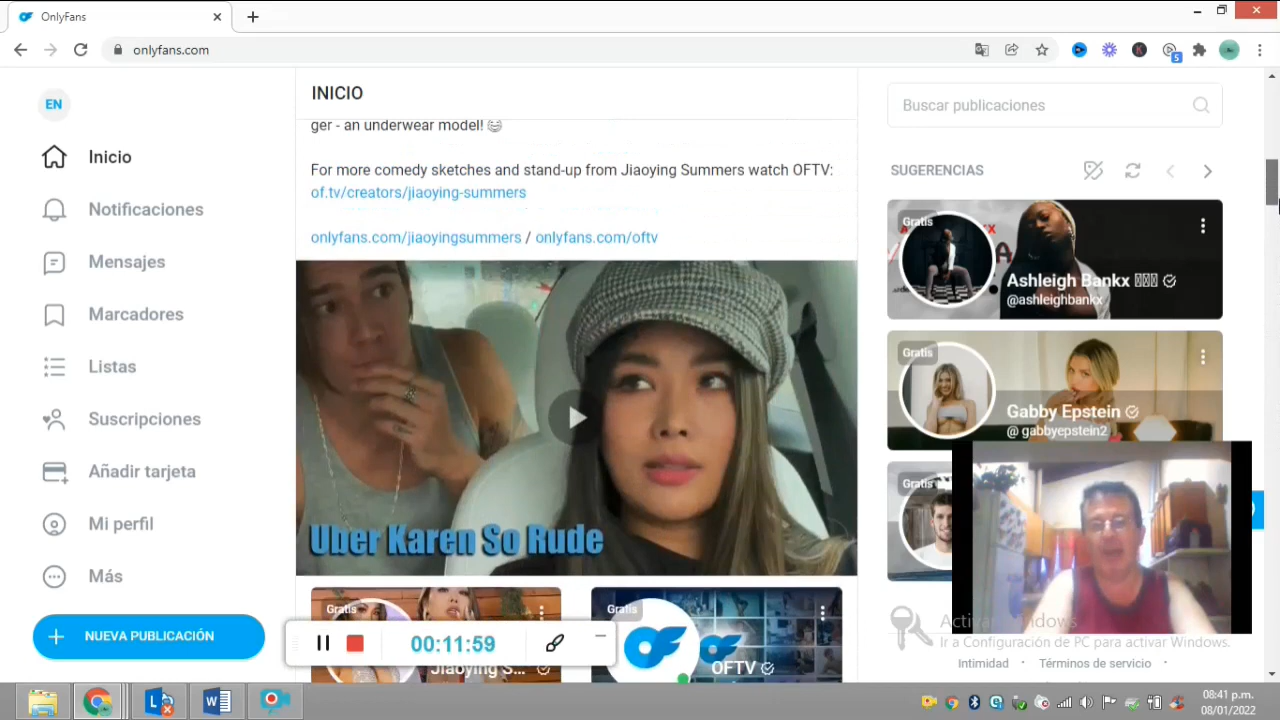 OnlyFans
onlyfans.com
5
EN
Inicio
Notificaciones
Mensajes
Marcadores
Listas
Suscripciones
Añadir tarjeta
Mi perfil
Más
NUEVA PUBLICACIÓN
INICIO
ger - an underwear model!
For more comedy sketches and stand-up from Jiaoying Summers watch OFTV:
of.tv/creators/jiaoying-summers
onlyfans.com/jiaoyingsummers / onlyfans.com/oftv
Uber Karen So Rude
Gratis
Jiaoying S...
Gratis
OFTV
00:11:59
Buscar publicaciones
SUGERENCIAS
Gratis
Ashleigh Bankx
@ashleighbankx
Gratis
Gabby Epstein
@ gabbyepstein2
Gratis
Activar Windows
Ir a Configuración de PC para activar Windows.
Intimidad · Términos de servicio ·
08:41 p.m.
08/01/2022